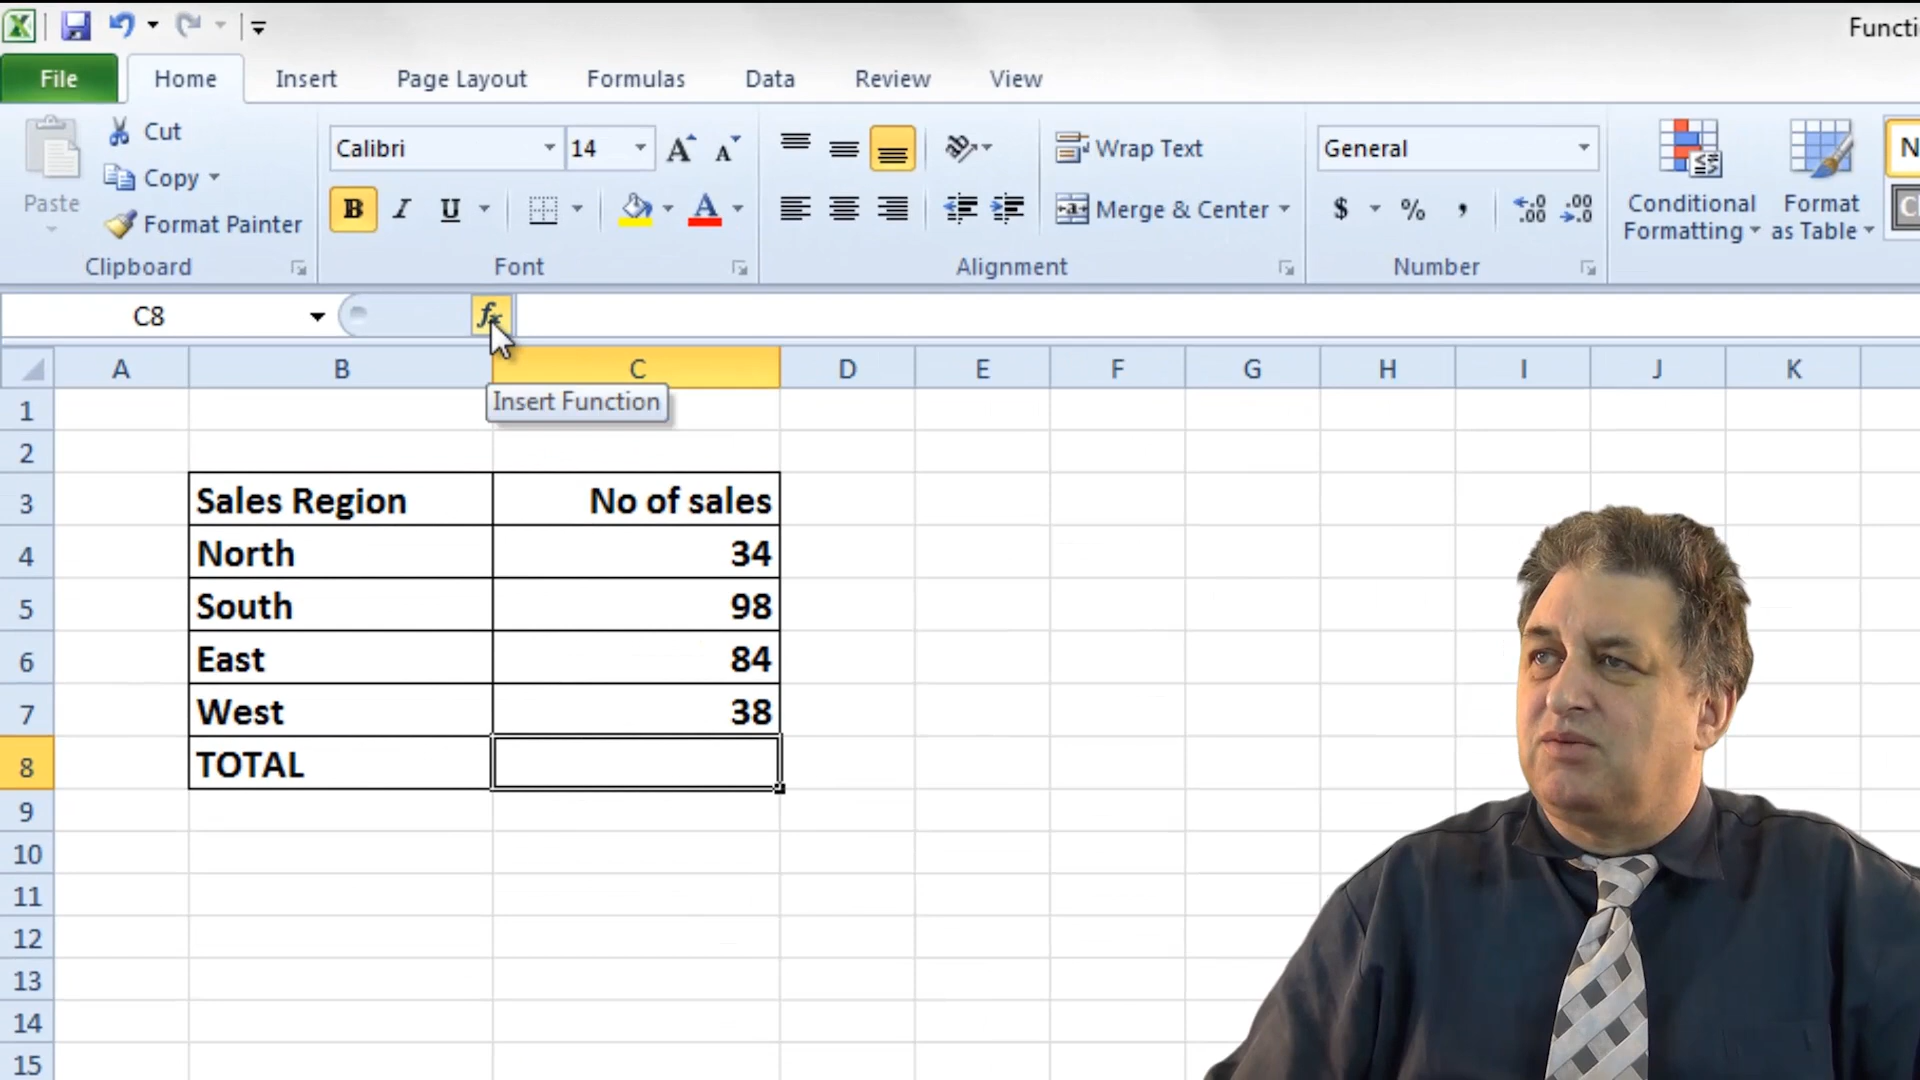 Functi
File Home Insert Page Layout Formulas Data Review View
Cut
Copy
Format Painter
Paste
Clipboard
Calibri 14
B I U A
Font
Wrap Text
Merge & Center
Alignment
General
$ % ,
Number
Conditional Formatting
Format as Table
N
C
C8 fx
Insert Function
A B C D E F G H I J K
1
2
3 Sales Region No of sales
4 North 34
5 South 98
6 East 84
7 West 38
8 TOTAL
9
10
11
12
13
14
15